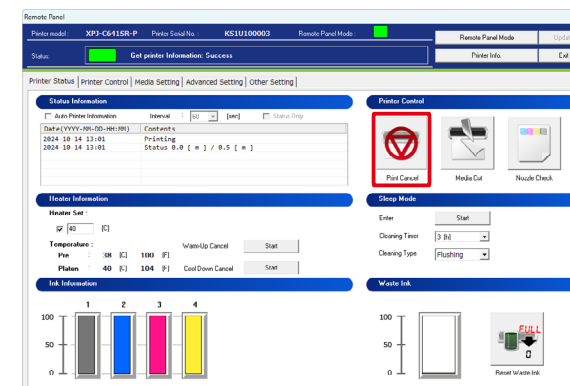 Remote Panel
Printer model : XPJ-C641SR-P Printer Serial No. : K51U100003 Remote Panel Mode :
Remote Panel Mode
Status: Get printer Information: Success
Printer Info. Exit
Printer Status Printer Control Media Setting Advanced Setting Other Setting
Status Information
Auto Printer Information Interval : 60 [sec] Status Only
Date(YYYY-MM-DD-HH:MM) Contents
2024-10-14 13:01 Printing
2024-10-14 13:01 Status 0.0 [ m ] / 0.5 [ m ]
Printer Control
Print Cancel Media Cut Nozzle Check
Heater Information
Heater Set :
40 [C]
Temperature :
Pre : 38 [C] 100 [F]
Warm-Up Cancel Start
Platen : 40 [C] 104 [F]
Cool Down Cancel Start
Sleep Mode
Enter Start
Cleaning Timer 3 [h]
Cleaning Type Flushing
Ink Information
1 2 3 4
100
50
0
Waste Ink
100
50
0
FULL
0
Reset Waste Ink